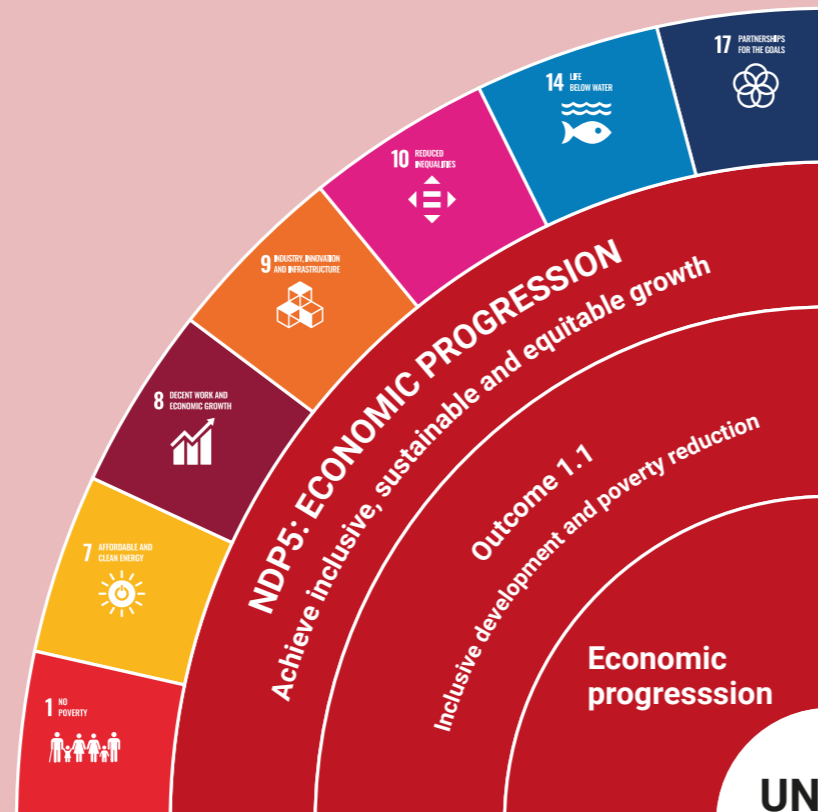 17 PARTNERSHIPS
FOR THE GOALS
14 LIFE
BELOW WATER
10 REDUCED
INEQUALITIES
9 INDUSTRY, INNOVATION
AND INFRASTRUCTURE
8 DECENT WORK AND
ECONOMIC GROWTH
7 AFFORDABLE AND
CLEAN ENERGY
1 NO
POVERTY
NDP5: ECONOMIC PROGRESSION
Achieve inclusive, sustainable and equitable growth
Outcome 1.1
Inclusive development and poverty reduction
Economic
progresssion
UN